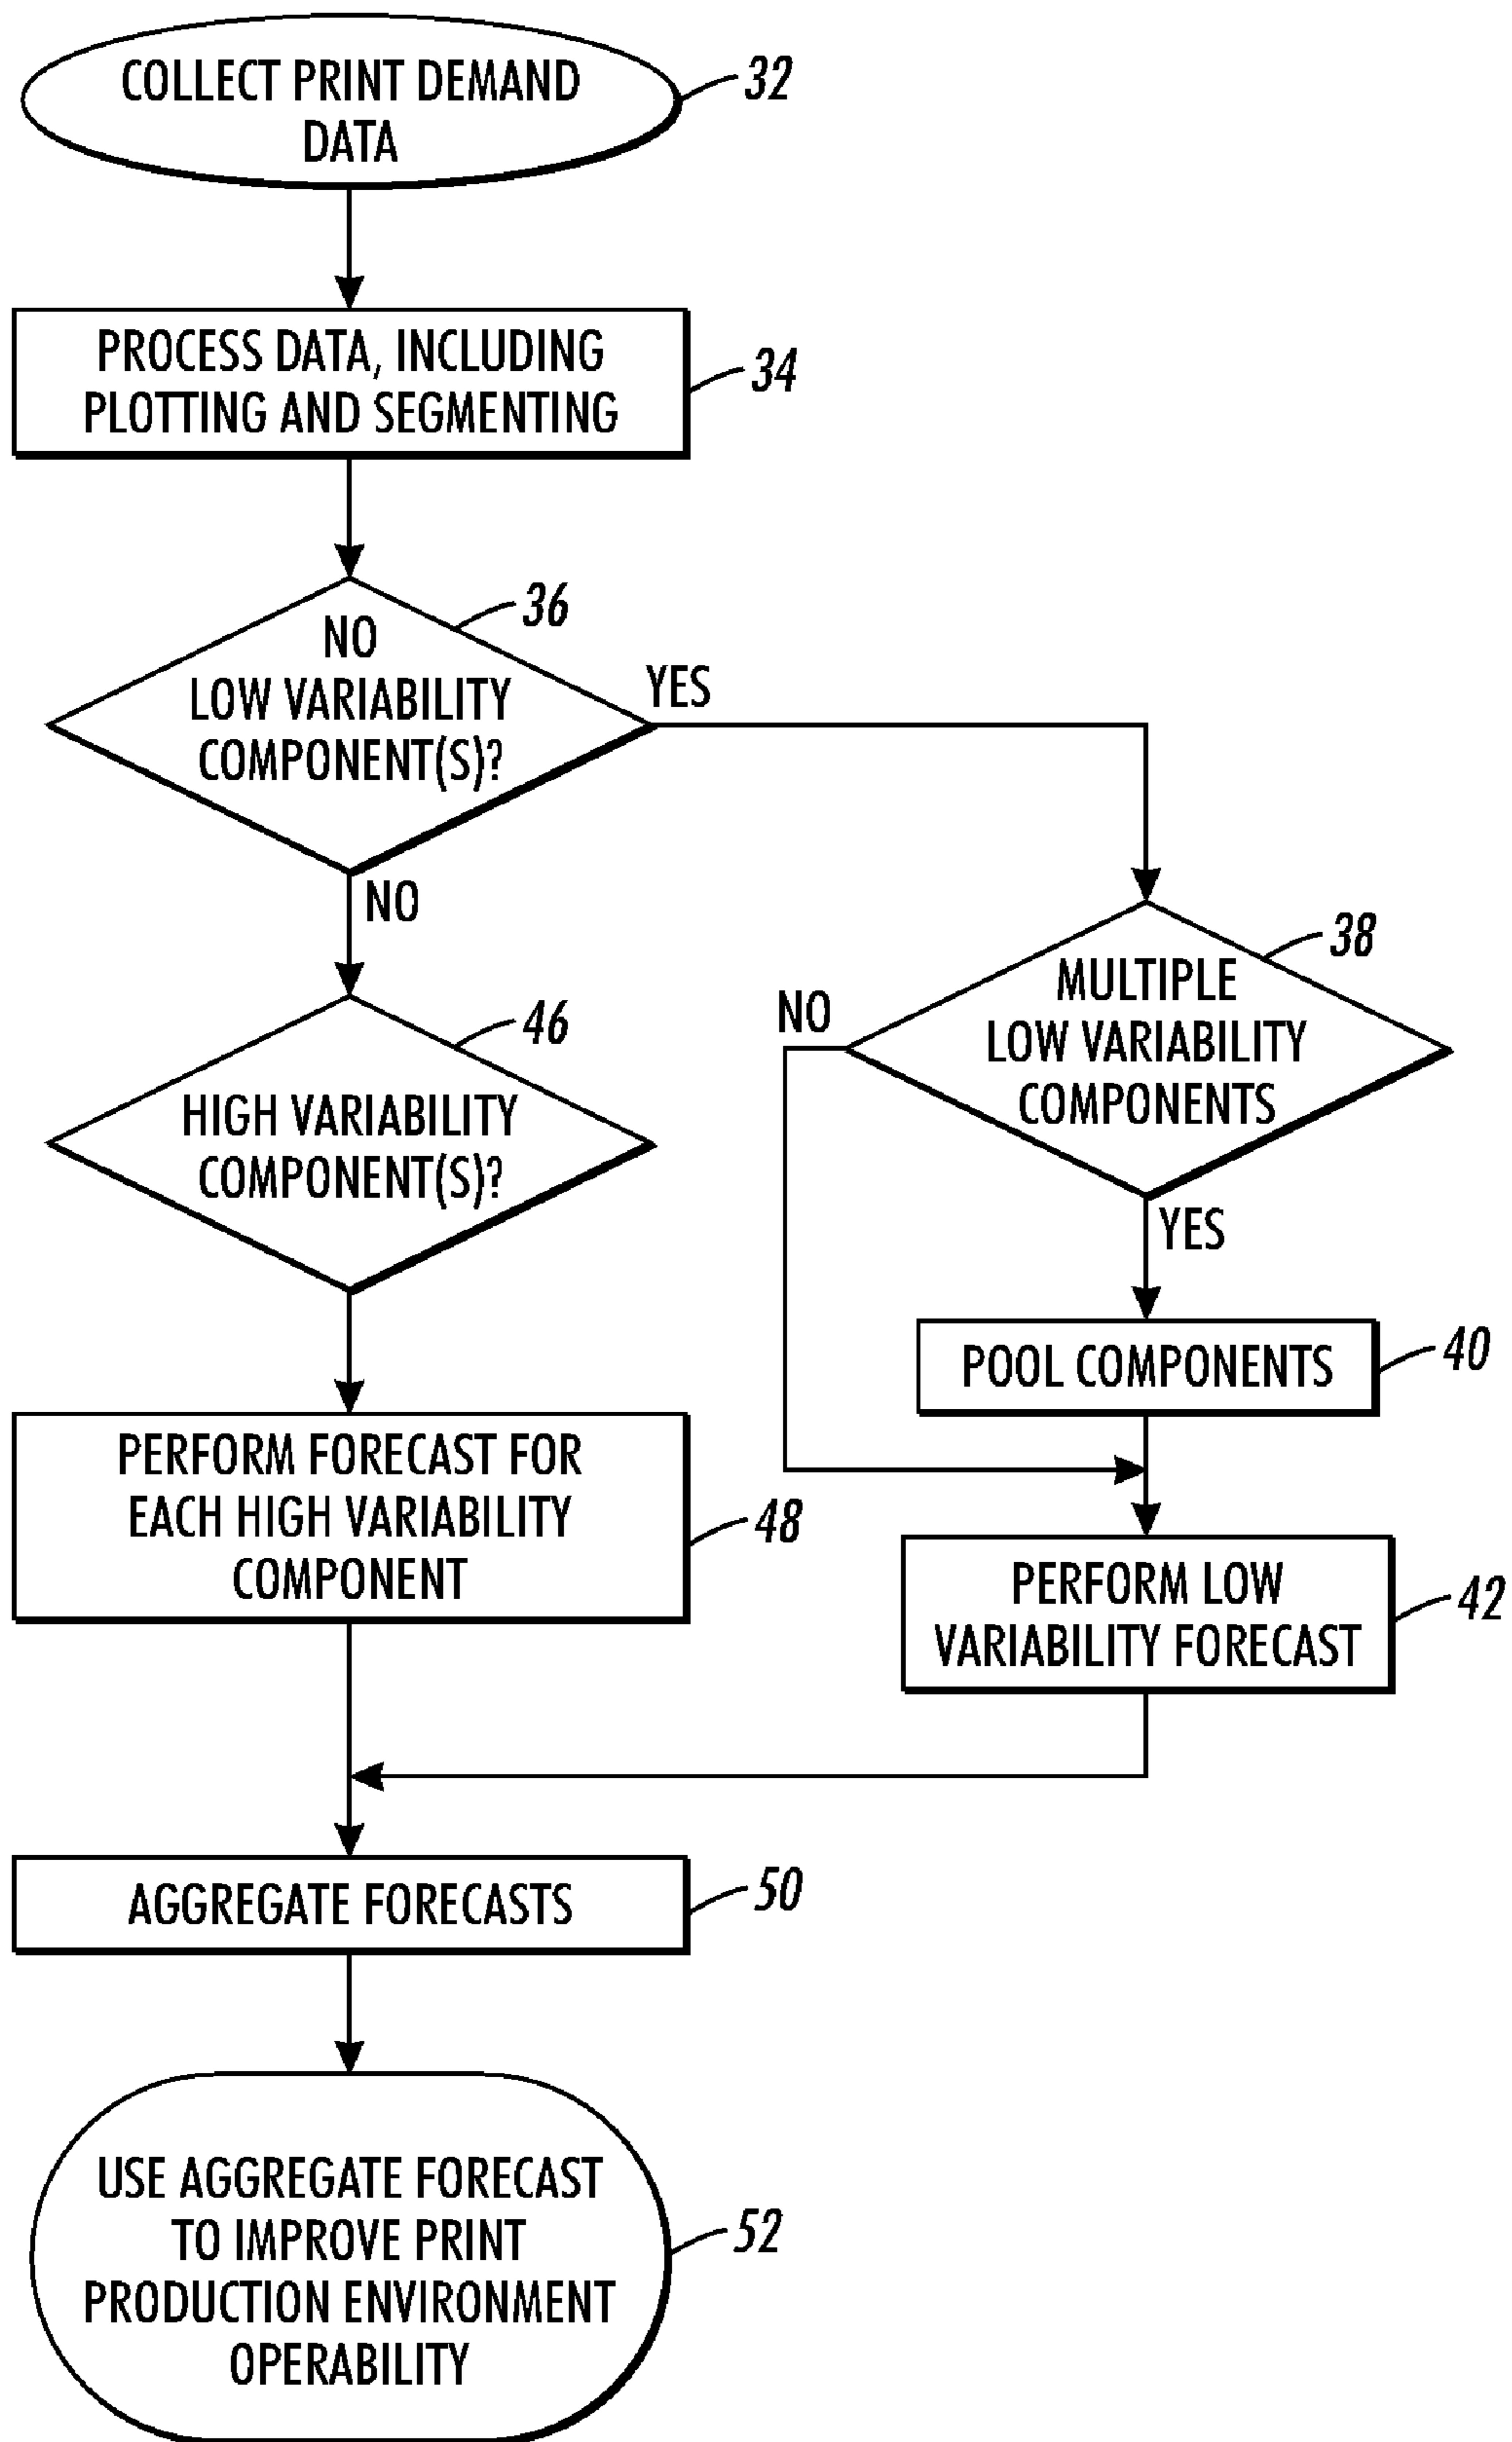 COLLECT PRINT DEMAND
DATA
32
PROCESS DATA, INCLUDING
PLOTTING AND SEGMENTING
34
36
NO
LOW VARIABILITY
COMPONENT(S)?
YES
NO
38
MULTIPLE
LOW VARIABILITY
COMPONENTS
NO
YES
46
HIGH VARIABILITY
COMPONENT(S)?
POOL COMPONENTS
40
PERFORM FORECAST FOR
EACH HIGH VARIABILITY
COMPONENT
48
PERFORM LOW
VARIABILITY FORECAST
42
AGGREGATE FORECASTS
50
USE AGGREGATE FORECAST
TO IMPROVE PRINT
PRODUCTION ENVIRONMENT
OPERABILITY
52